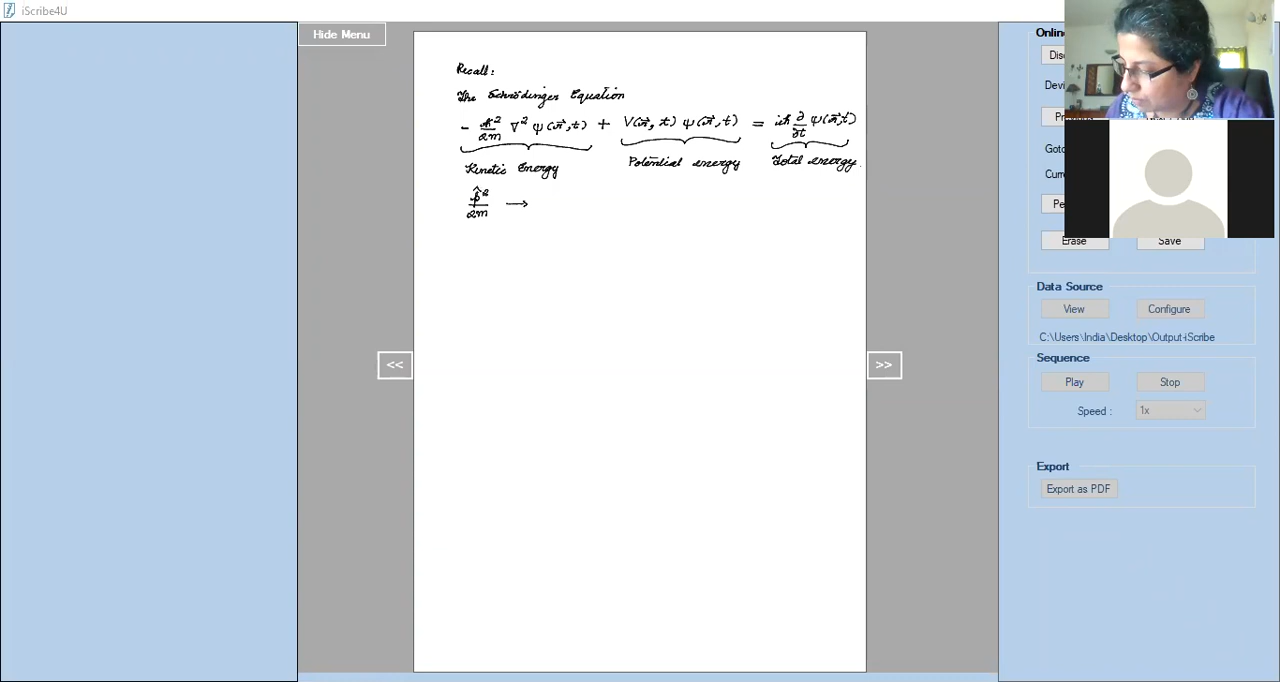 iScribe4U
Hide Menu
Recall:
The Schrödinger Equation
- ħ²/2m ∇² ψ(r⃗, t) + V(r⃗, t) ψ(r⃗, t) = iħ ∂/∂t ψ(r⃗, t)
Kinetic Energy Potential energy Total energy.
p̂²/2m →
<<
>>
Erase
Save
Data Source
View
Configure
C:\Users\India\Desktop\Output-iScribe
Sequence
Play
Stop
Speed :
1x
Export
Export as PDF